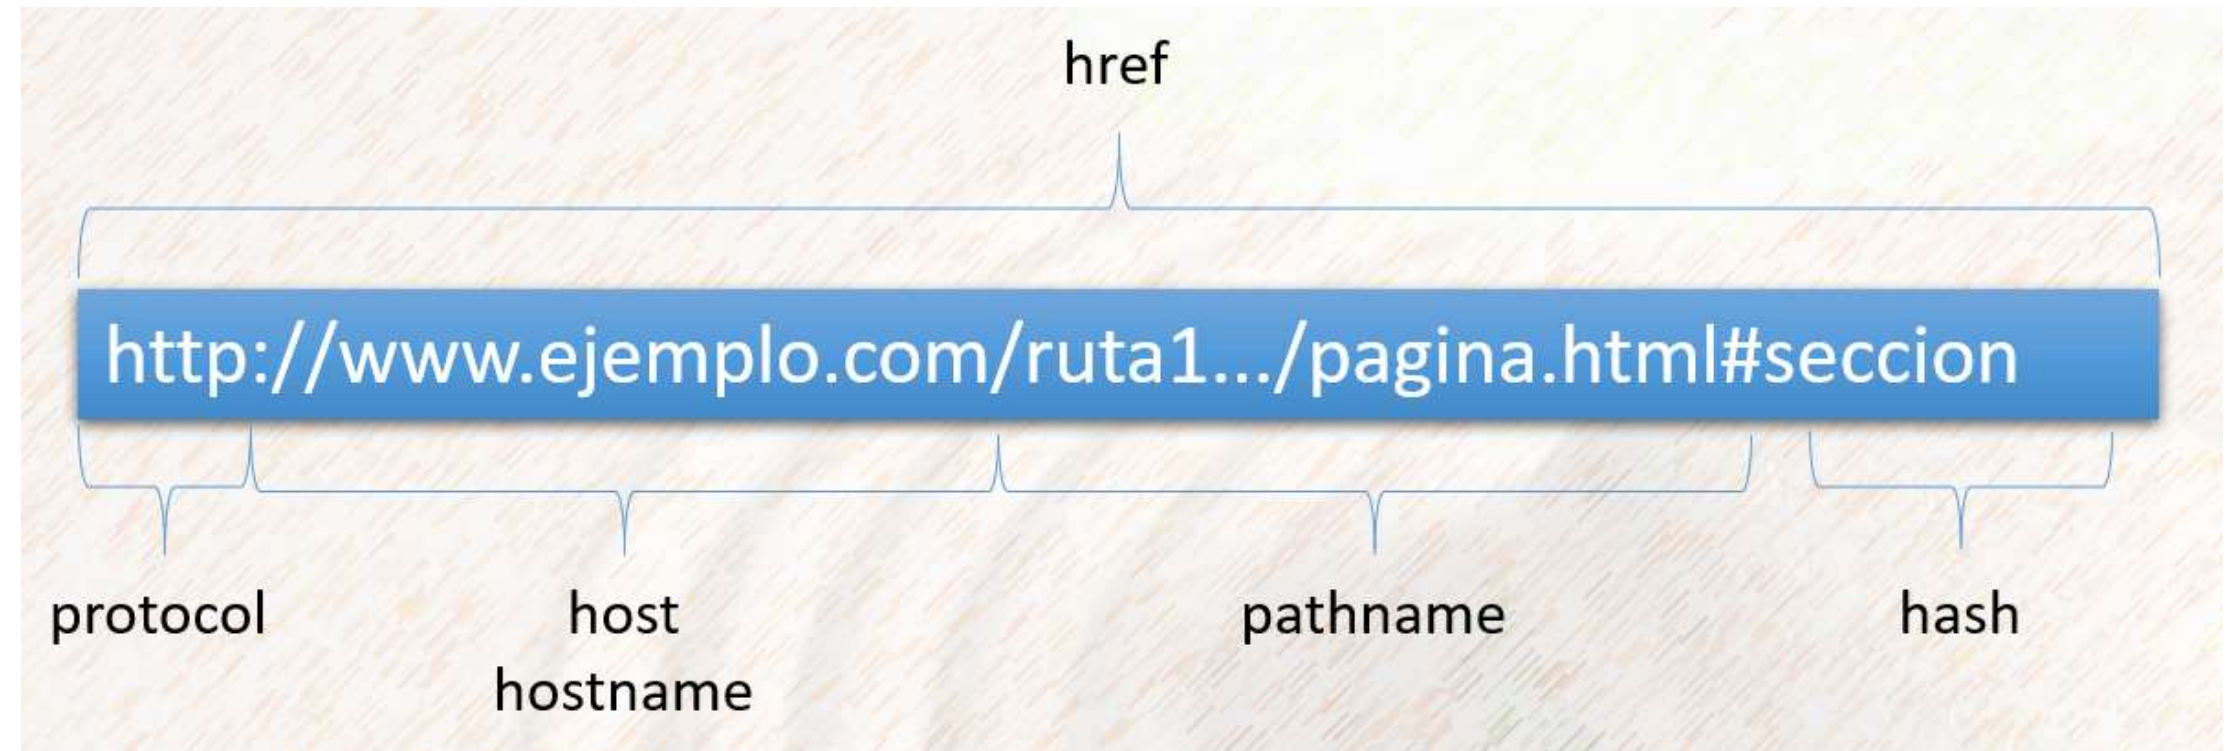 href
http://www.ejemplo.com/ruta1.../pagina.html#seccion
protocol
host
hostname
pathname
hash